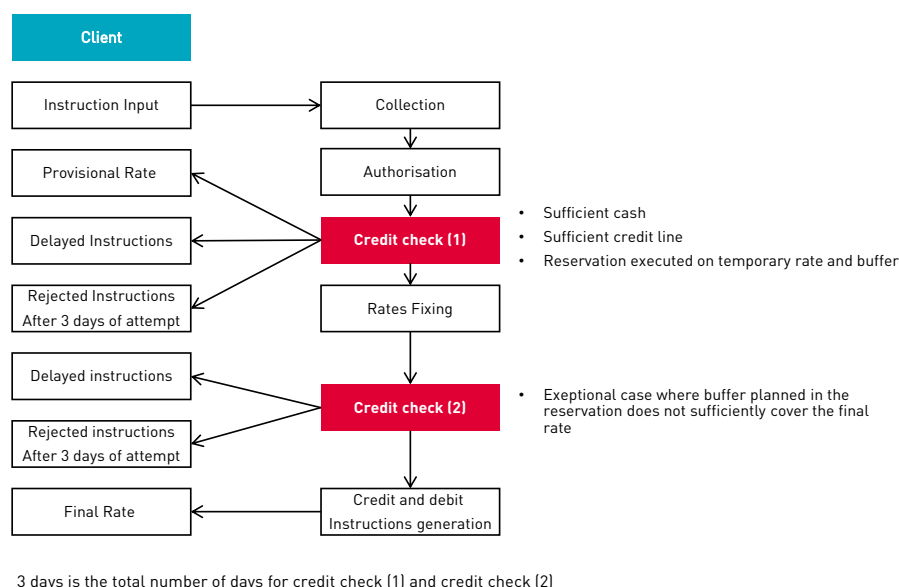 Client
Instruction Input
Collection
Provisional Rate
Authorisation
Delayed Instructions
Credit check (1)
• Sufficient cash
• Sufficient credit line
• Reservation executed on temporary rate and buffer
Rejected Instructions
After 3 days of attempt
Rates Fixing
Delayed instructions
Credit check (2)
• Exeptional case where buffer planned in the
reservation does not sufficiently cover the final
rate
Rejected instructions
After 3 days of attempt
Final Rate
Credit and debit
Instructions generation
3 days is the total number of days for credit check (1) and credit check (2)